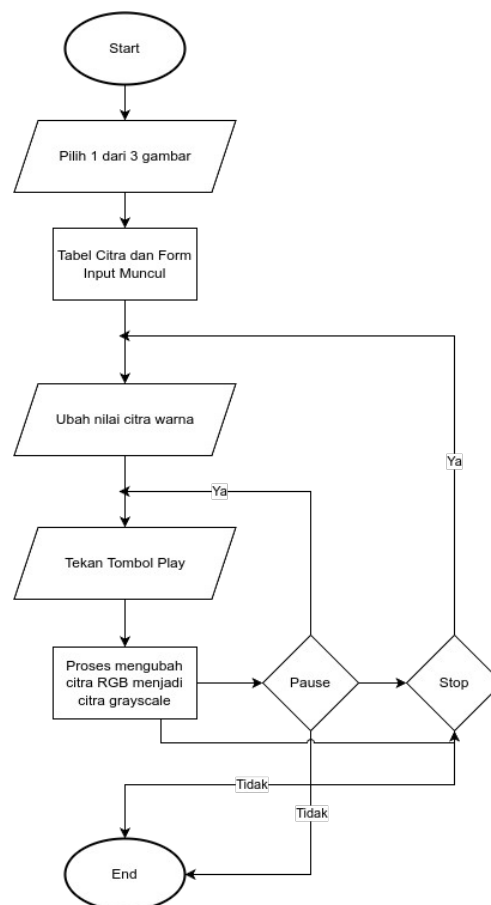 Start
Pilih 1 dari 3 gambar
Tabel Citra dan Form
Input Muncul
Ubah nilai citra warna
Ya
Ya
Tekan Tombol Play
Proses mengubah
citra RGB menjadi
citra grayscale
Pause
Stop
Tidak
Tidak
End